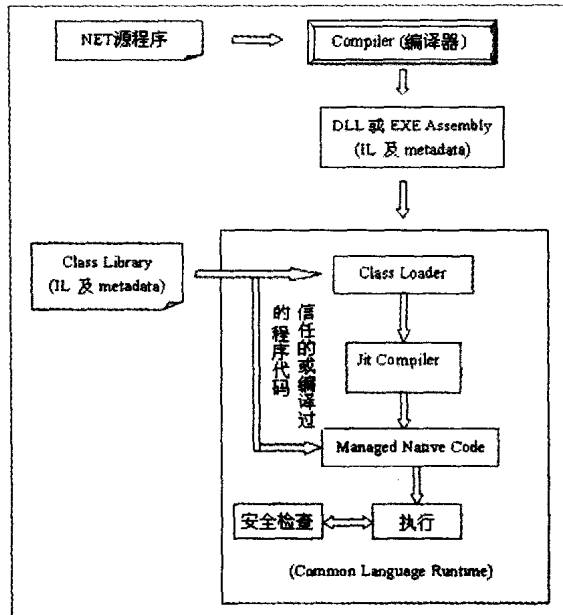 NET源程序
Compiler (编译器)
DLL 或 EXE Assembly
(IL 及 metadata)
Class Library
(IL 及 metadata)
Class Loader
信任的或编译过
的程序代码
Jit Compiler
Managed Native Code
安全检查
执行
(Common Language Runtime)